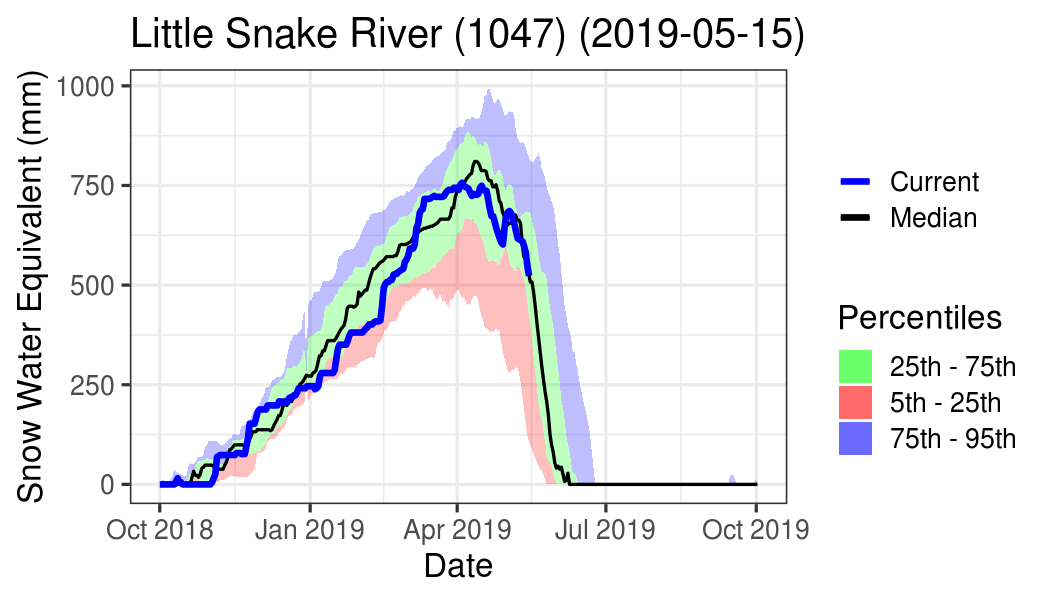 Little Snake River (1047) (2019-05-15)
Snow Water Equivalent (mm)
1000
750
500
250
0
Oct 2018
Jan 2019
Apr 2019
Jul 2019
Oct 2019
Date
Current
Median
Percentiles
25th - 75th
5th - 25th
75th - 95th